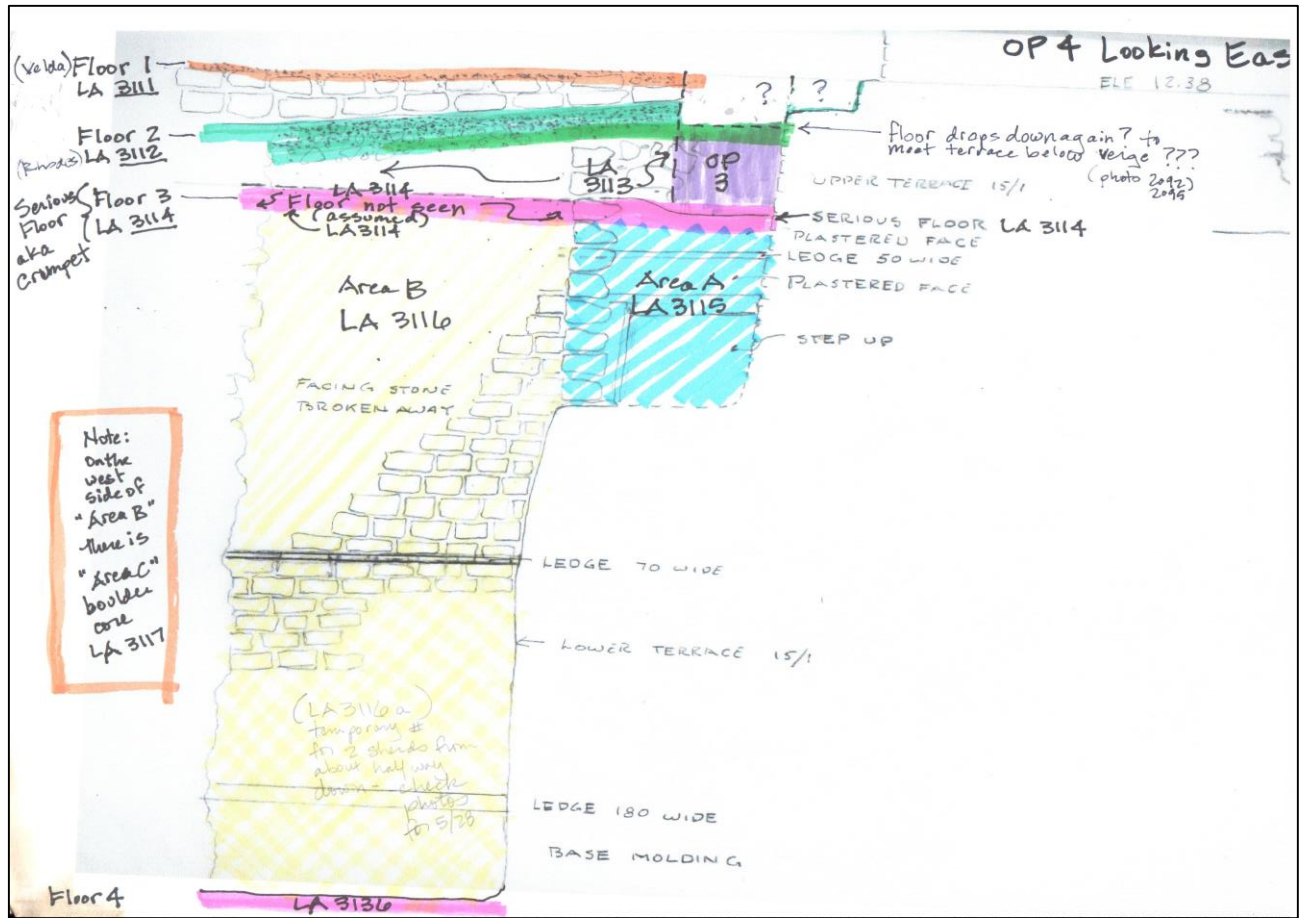 OP 4 Looking Eas
ELE 12.38
(Velda) Floor 1
LA 3111
Floor 2
(Rhodes) LA 3112
Serious Floor aka Crumpet
Floor 3
LA 3114
? ?
floor drops down again? to
meet terrace below verge ???
(photo 2092)
2095
LA 3113
OP 3
LA 3114
Floor not seen
(assumed)
LA 3114
UPPER TERRACE 15/1
SERIOUS FLOOR LA 3114
PLASTERED FACE
LEDGE 50 WIDE
PLASTERED FACE
STEP UP
Area B
LA 3116
Area A
LA 3115
FACING STONE
BROKEN AWAY
Note:
On the
west
side of
"Area B"
there is
"Area C"
boulder
core
LA 3117
LEDGE 70 WIDE
LOWER TERRACE 15/1
(LA 3116 a)
temporary #
for 2 sherds from
about half way
down - check
photos
for 5/28
LEDGE 180 WIDE
BASE MOLDING
Floor 4
LA 3136